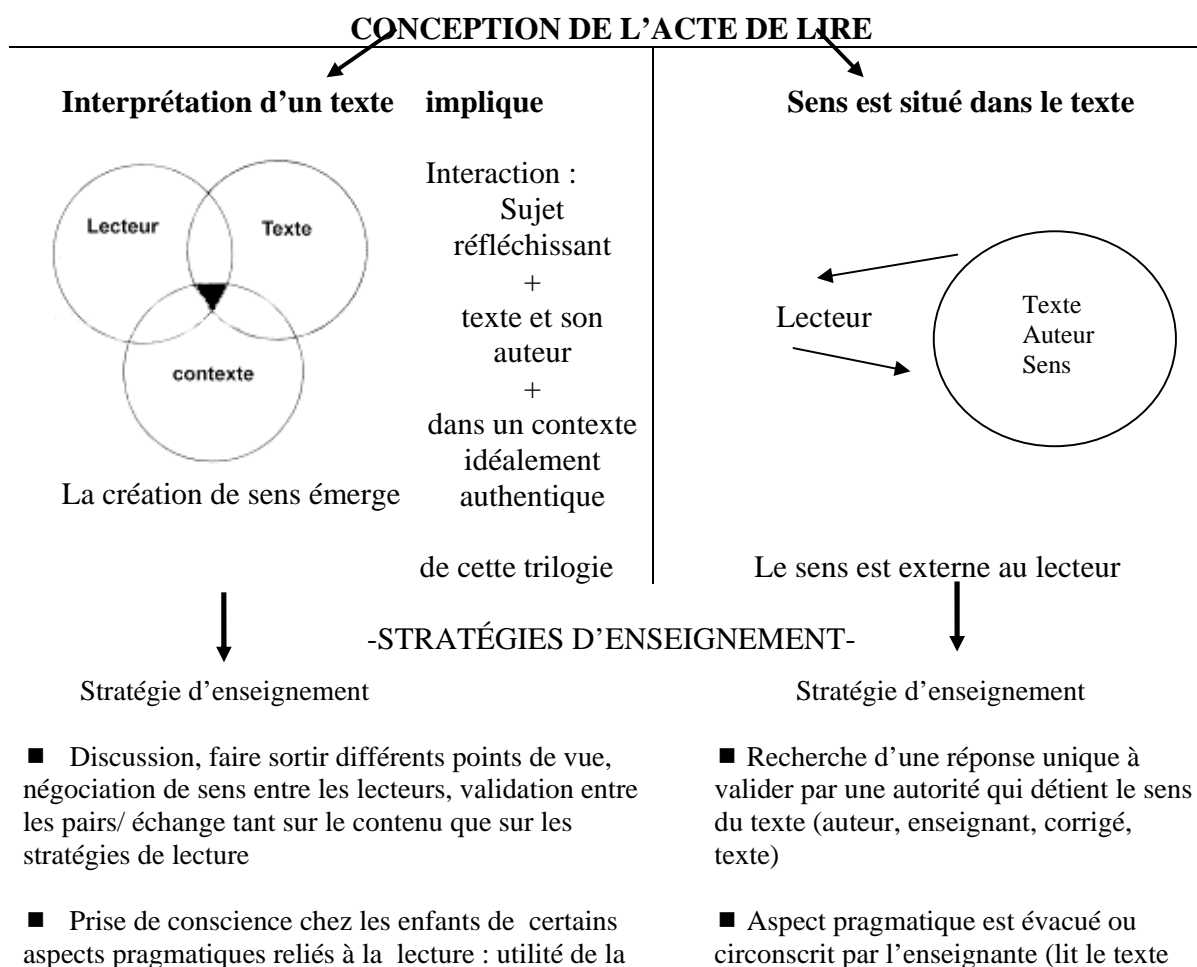 CONCEPTION DE L'ACTE DE LIRE
Interprétation d'un texte implique
Lecteur
Texte
contexte
La création de sens émerge
Interaction :
Sujet
réfléchissant
+
texte et son
auteur
+
dans un contexte
idéalement
authentique
de cette trilogie
Sens est situé dans le texte
Lecteur
Texte
Auteur
Sens
Le sens est externe au lecteur
-STRATÉGIES D'ENSEIGNEMENT-
Stratégie d'enseignement
■ Discussion, faire sortir différents points de vue,
négociation de sens entre les lecteurs, validation entre
les pairs/ échange tant sur le contenu que sur les
stratégies de lecture
■ Prise de conscience chez les enfants de certains
aspects pragmatiques reliés à la lecture : utilité de la
Stratégie d'enseignement
■ Recherche d'une réponse unique à
valider par une autorité qui détient le sens
du texte (auteur, enseignant, corrigé,
texte)
■ Aspect pragmatique est évacué ou
circonscrit par l'enseignante (lit le texte